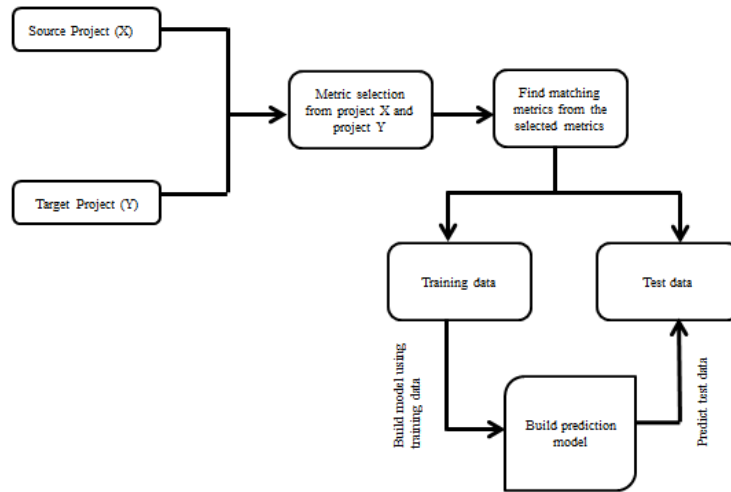 Source Project (X)
Metric selection
from project X and
project Y
Find matching
metrics from the
selected metrics
Target Project (Y)
Training data
Test data
Build model using
training data
Build prediction
model
Predict test data